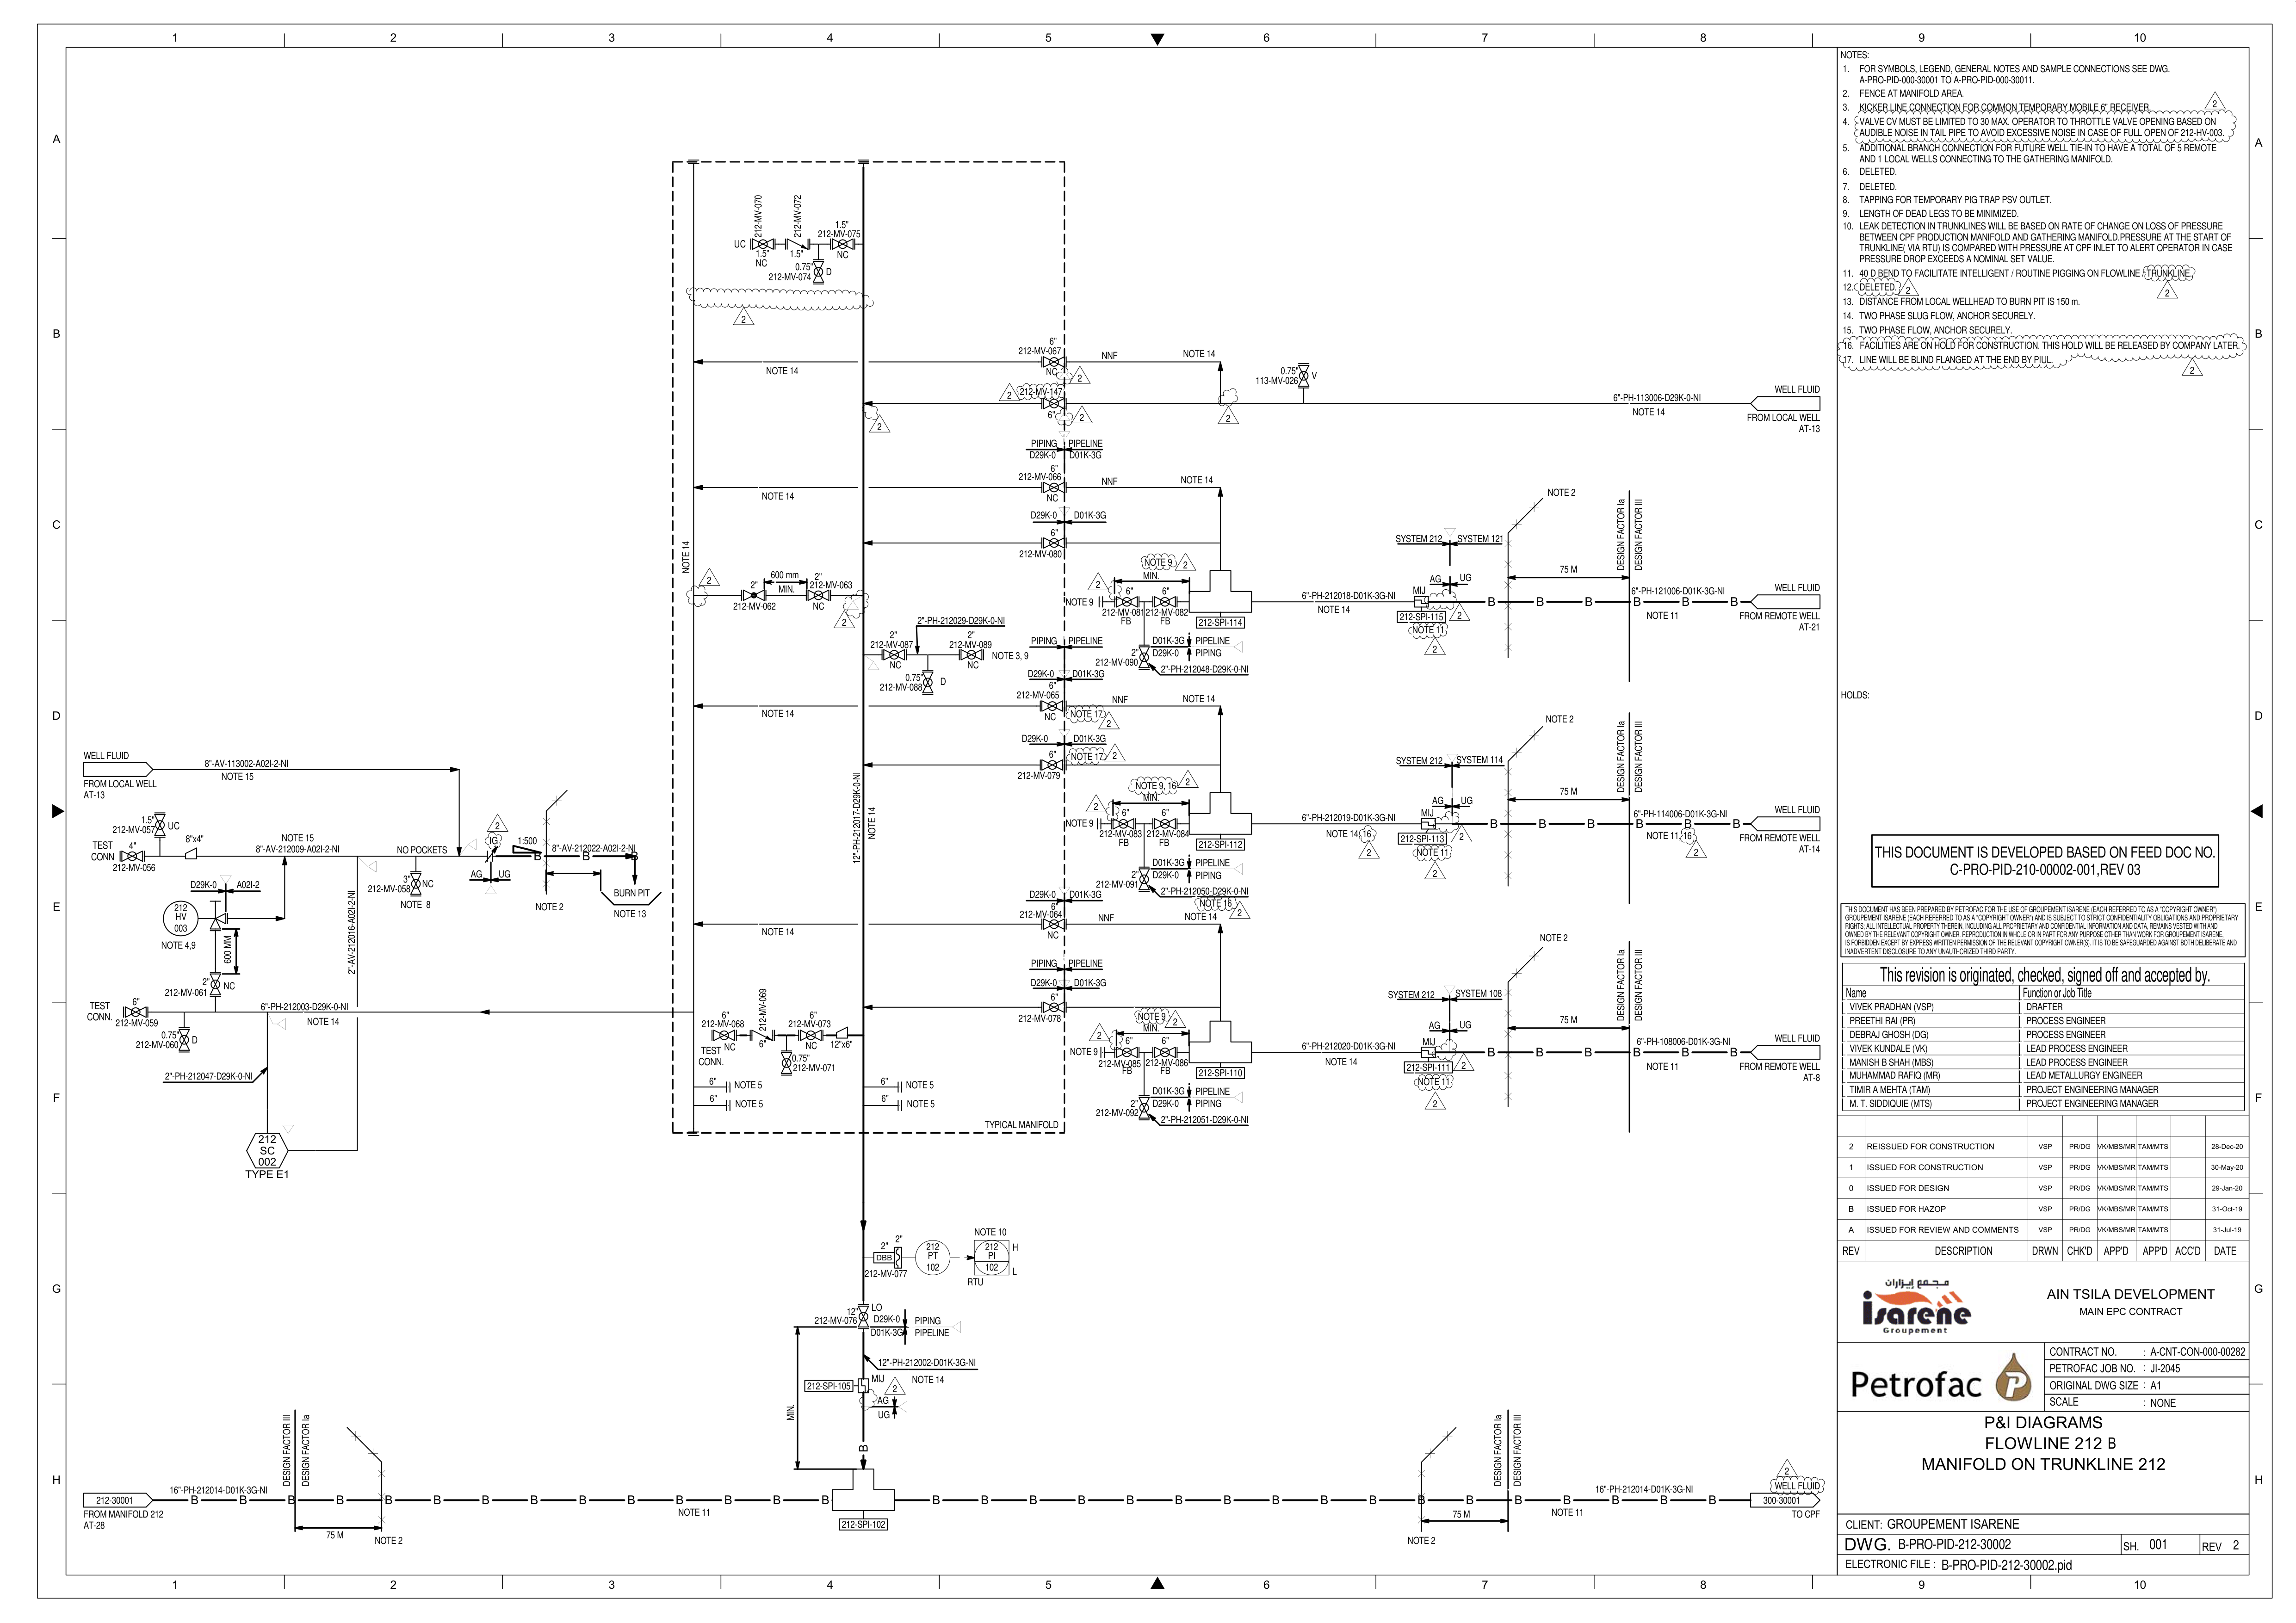 1 2 3 4 5 6 7 8 9 10
A
B
C
D
E
F
G
H
NOTES:
1. FOR SYMBOLS, LEGEND, GENERAL NOTES AND SAMPLE CONNECTIONS SEE DWG.
A-PRO-PID-000-30001 TO A-PRO-PID-000-30011.
2. FENCE AT MANIFOLD AREA.
3. KICKER LINE CONNECTION FOR COMMON TEMPORARY MOBILE 6" RECEIVER.
2
4. VALVE CV MUST BE LIMITED TO 30 MAX. OPERATOR TO THROTTLE VALVE OPENING BASED ON
AUDIBLE NOISE IN TAIL PIPE TO AVOID EXCESSIVE NOISE IN CASE OF FULL OPEN OF 212-HV-003.
5. ADDITIONAL BRANCH CONNECTION FOR FUTURE WELL TIE-IN TO HAVE A TOTAL OF 5 REMOTE
AND 1 LOCAL WELLS CONNECTING TO THE GATHERING MANIFOLD.
6. DELETED.
7. DELETED.
8. TAPPING FOR TEMPORARY PIG TRAP PSV OUTLET.
9. LENGTH OF DEAD LEGS TO BE MINIMIZED.
10. LEAK DETECTION IN TRUNKLINES WILL BE BASED ON RATE OF CHANGE ON LOSS OF PRESSURE
BETWEEN CPF PRODUCTION MANIFOLD AND GATHERING MANIFOLD.PRESSURE AT THE START OF
TRUNKLINE( VIA RTU) IS COMPARED WITH PRESSURE AT CPF INLET TO ALERT OPERATOR IN CASE
PRESSURE DROP EXCEEDS A NOMINAL SET VALUE.
11. 40 D BEND TO FACILITATE INTELLIGENT / ROUTINE PIGGING ON FLOWLINE / TRUNKLINE.
12. DELETED. 2
2
13. DISTANCE FROM LOCAL WELLHEAD TO BURN PIT IS 150 m.
14. TWO PHASE SLUG FLOW, ANCHOR SECURELY.
15. TWO PHASE FLOW, ANCHOR SECURELY.
16. FACILITIES ARE ON HOLD FOR CONSTRUCTION. THIS HOLD WILL BE RELEASED BY COMPANY LATER.
17. LINE WILL BE BLIND FLANGED AT THE END BY PIUL.
2
HOLDS:
212-MV-070
212-MV-072
1.5"
212-MV-075
UC
1.5"
NC
1.5"
NC
0.75"
D
212-MV-074
2
6"
212-MV-067
NC
NNF
NOTE 14
NOTE 14
2
2
212-MV-147
6"
2
2
2
0.75"
113-MV-026
V
6"-PH-113006-D29K-0-NI
NOTE 14
WELL FLUID
FROM LOCAL WELL
AT-13
PIPING PIPELINE
D29K-0 D01K-3G
6"
212-MV-066
NC
NNF
NOTE 14
NOTE 14
D29K-0 D01K-3G
6"
212-MV-080
NOTE 14
2
600 mm
MIN.
2"
212-MV-062
2"
212-MV-063
NC
2
NOTE 9 2
MIN.
2
NOTE 9
6" 6"
212-MV-081 212-MV-082
FB FB
212-SPI-114
6"-PH-212018-D01K-3G-NI
NOTE 14
SYSTEM 212 SYSTEM 121
AG UG
MIJ
212-SPI-115
NOTE 11
2
2
NOTE 2
75 M
DESIGN FACTOR Ia
DESIGN FACTOR III
6"-PH-121006-D01K-3G-NI
NOTE 11
WELL FLUID
FROM REMOTE WELL
AT-21
D01K-3G PIPELINE
D29K-0 PIPING
2"
212-MV-090
2"-PH-212048-D29K-0-NI
2"-PH-212029-D29K-0-NI
2"
212-MV-087
NC
2"
212-MV-089
NC
NOTE 3, 9
0.75"
212-MV-088
D
PIPING PIPELINE
D29K-0 D01K-3G
6"
212-MV-065
NC
NOTE 17
2
NNF
NOTE 14
NOTE 14
D29K-0 D01K-3G
6"
NOTE 17 2
212-MV-079
NOTE 9, 16 2
MIN.
2
NOTE 9
6" 6"
212-MV-083 212-MV-084
FB FB
212-SPI-112
6"-PH-212019-D01K-3G-NI
NOTE 14, 16
2
SYSTEM 212 SYSTEM 114
AG UG
MIJ
212-SPI-113
NOTE 11
2
2
NOTE 2
75 M
DESIGN FACTOR Ia
DESIGN FACTOR III
6"-PH-114006-D01K-3G-NI
NOTE 11, 16
2
WELL FLUID
FROM REMOTE WELL
AT-14
D01K-3G PIPELINE
D29K-0 PIPING
2"
212-MV-091
2"-PH-212050-D29K-0-NI
NOTE 16
2
12"-PH-212017-D29K-0-NI
NOTE 14
D29K-0 D01K-3G
6"
212-MV-064
NC
NNF
NOTE 14
NOTE 14
PIPING PIPELINE
D29K-0 D01K-3G
6"
212-MV-078
NOTE 9 2
MIN.
2
NOTE 9
6" 6"
212-MV-085 212-MV-086
FB FB
212-SPI-110
6"-PH-212020-D01K-3G-NI
NOTE 14
SYSTEM 212 SYSTEM 108
AG UG
MIJ
212-SPI-111
NOTE 11
2
2
NOTE 2
75 M
DESIGN FACTOR Ia
DESIGN FACTOR III
6"-PH-108006-D01K-3G-NI
NOTE 11
WELL FLUID
FROM REMOTE WELL
AT-8
D01K-3G PIPELINE
D29K-0 PIPING
2"
212-MV-092
2"-PH-212051-D29K-0-NI
WELL FLUID
FROM LOCAL WELL
AT-13
8"-AV-113002-A02I-2-NI
NOTE 15
1.5"
212-MV-057
UC
TEST
CONN
4"
212-MV-056
8"x4"
NOTE 15
8"-AV-212009-A02I-2-NI
NO POCKETS
2
IG
1:500
8"-AV-212022-A02I-2-NI
AG UG
NOTE 2
BURN PIT
NOTE 13
3"
NC
212-MV-058
NOTE 8
D29K-0 A02I-2
212
HV
003
NOTE 4,9
600 MM
2"
212-MV-061
NC
2"-AV-212016-A02I-2-NI
TEST
CONN.
6"
212-MV-059
6"-PH-212003-D29K-0-NI
NOTE 14
0.75"
212-MV-060
D
2"-PH-212047-D29K-0-NI
212
SC
002
TYPE E1
6"
212-MV-068
NC
TEST
CONN.
212-MV-069
6"
6"
212-MV-073
NC
12"x6"
0.75"
212-MV-071
6" NOTE 5
6" NOTE 5
6" NOTE 5
6" NOTE 5
TYPICAL MANIFOLD
2" 2"
DBB
212-MV-077
212
PT
102
NOTE 10
212
PI
102
H
L
RTU
12"
LO
212-MV-076
D29K-0 PIPING
D01K-3G PIPELINE
12"-PH-212002-D01K-3G-NI
NOTE 14
MIJ
212-SPI-105
2
AG
UG
MIN.
B
212-SPI-102
212-30001
FROM MANIFOLD 212
AT-28
16"-PH-212014-D01K-3G-NI
DESIGN FACTOR III
DESIGN FACTOR Ia
75 M
NOTE 2
NOTE 11
NOTE 2
75 M
DESIGN FACTOR Ia
DESIGN FACTOR III
NOTE 11
16"-PH-212014-D01K-3G-NI
2
WELL FLUID
300-30001
TO CPF
THIS DOCUMENT IS DEVELOPED BASED ON FEED DOC NO.
C-PRO-PID-210-00002-001,REV 03
THIS DOCUMENT HAS BEEN PREPARED BY PETROFAC FOR THE USE OF GROUPEMENT ISARENE (EACH REFERRED TO AS A "COPYRIGHT OWNER")
GROUPEMENT ISARENE (EACH REFERRED TO AS A "COPYRIGHT OWNER") AND IS SUBJECT TO STRICT CONFIDENTIALITY OBLIGATIONS AND PROPRIETARY
RIGHTS; ALL INTELLECTUAL PROPERTY THEREIN, INCLUDING ALL PROPRIETARY AND CONFIDENTIAL INFORMATION AND DATA, REMAINS VESTED WITH AND
OWNED BY THE RELEVANT COPYRIGHT OWNER. REPRODUCTION IN WHOLE OR IN PART FOR ANY PURPOSE OTHER THAN WORK FOR GROUPEMENT ISARENE,
IS FORBIDDEN EXCEPT BY EXPRESS WRITTEN PERMISSION OF THE RELEVANT COPYRIGHT OWNER(S). IT IS TO BE SAFEGUARDED AGAINST BOTH DELIBERATE AND
INADVERTENT DISCLOSURE TO ANY UNAUTHORIZED THIRD PARTY.
This revision is originated, checked, signed off and accepted by.
Name Function or Job Title
VIVEK PRADHAN (VSP) DRAFTER
PREETHI RAI (PR) PROCESS ENGINEER
DEBRAJ GHOSH (DG) PROCESS ENGINEER
VIVEK KUNDALE (VK) LEAD PROCESS ENGINEER
MANISH B SHAH (MBS) LEAD PROCESS ENGINEER
MUHAMMAD RAFIQ (MR) LEAD METALLURGY ENGINEER
TIMIR A MEHTA (TAM) PROJECT ENGINEERING MANAGER
M. T. SIDDIQUIE (MTS) PROJECT ENGINEERING MANAGER
2 REISSUED FOR CONSTRUCTION VSP PR/DG VK/MBS/MR TAM/MTS 28-Dec-20
1 ISSUED FOR CONSTRUCTION VSP PR/DG VK/MBS/MR TAM/MTS 30-May-20
0 ISSUED FOR DESIGN VSP PR/DG VK/MBS/MR TAM/MTS 29-Jan-20
B ISSUED FOR HAZOP VSP PR/DG VK/MBS/MR TAM/MTS 31-Oct-19
A ISSUED FOR REVIEW AND COMMENTS VSP PR/DG VK/MBS/MR TAM/MTS 31-Jul-19
REV DESCRIPTION DRWN CHK'D APP'D APP'D ACC'D DATE
مجمع إيزاران
isarene
Groupement
AIN TSILA DEVELOPMENT
MAIN EPC CONTRACT
Petrofac
CONTRACT NO. : A-CNT-CON-000-00282
PETROFAC JOB NO. : JI-2045
ORIGINAL DWG SIZE : A1
SCALE : NONE
P&I DIAGRAMS
FLOWLINE 212 B
MANIFOLD ON TRUNKLINE 212
CLIENT: GROUPEMENT ISARENE
DWG. B-PRO-PID-212-30002 SH. 001 REV 2
ELECTRONIC FILE : B-PRO-PID-212-30002.pid
1 2 3 4 5 6 7 8 9 10